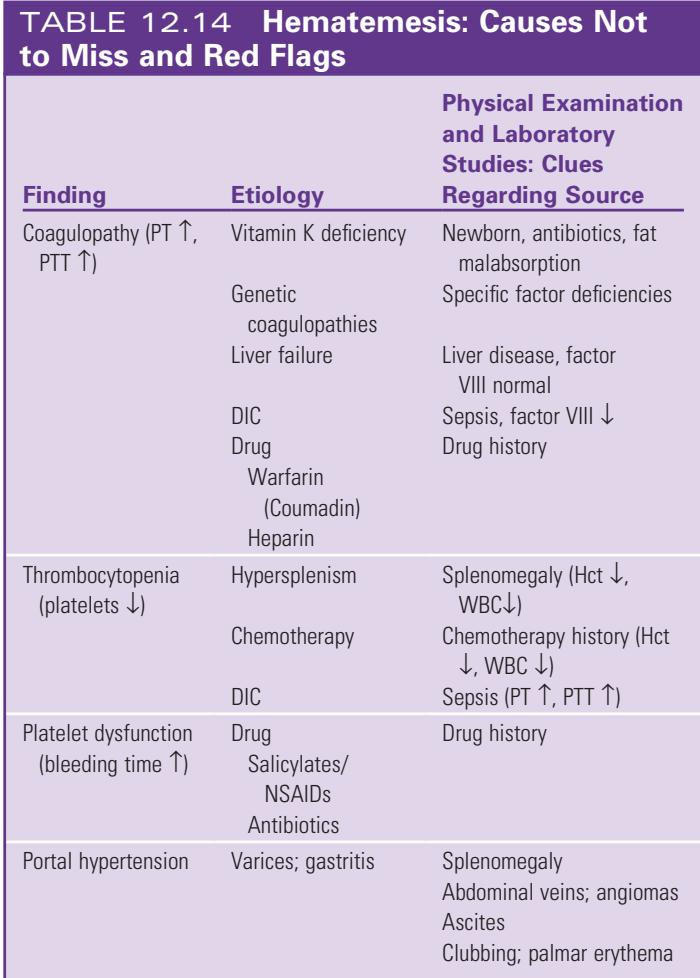 TABLE 12.14 Hematemesis: Causes Not
to Miss and Red Flags
Finding
Etiology
Physical Examination
and Laboratory
Studies: Clues
Regarding Source
Coagulopathy (PT ↑,
PTT ↑)
Vitamin K deficiency
Newborn, antibiotics, fat
malabsorption
Genetic
coagulopathies
Specific factor deficiencies
Liver failure
Liver disease, factor
VIII normal
DIC
Sepsis, factor VIII ↓
Drug
Warfarin
(Coumadin)
Heparin
Drug history
Thrombocytopenia
(platelets ↓)
Hypersplenism
Splenomegaly (Hct ↓,
WBC↓)
Chemotherapy
Chemotherapy history (Hct
↓, WBC ↓)
DIC
Sepsis (PT ↑, PTT ↑)
Platelet dysfunction
(bleeding time ↑)
Drug
Salicylates/
NSAIDs
Antibiotics
Drug history
Portal hypertension
Varices; gastritis
Splenomegaly
Abdominal veins; angiomas
Ascites
Clubbing; palmar erythema